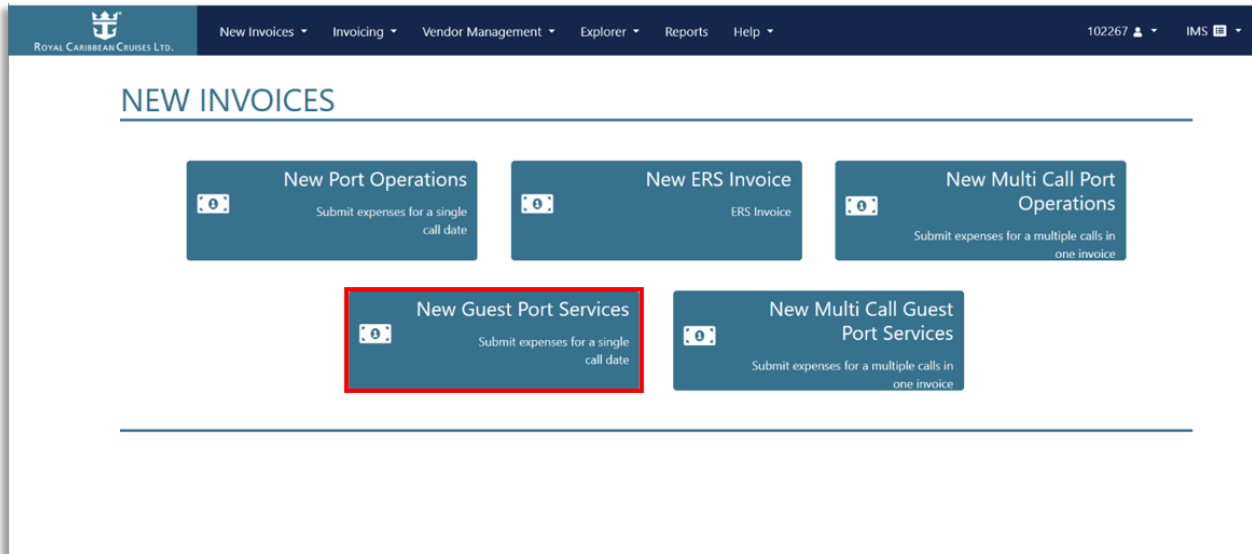 ROYAL CARIBBEAN CRUISES LTD.
New Invoices
Invoicing
Vendor Management
Explorer
Reports
Help
102267
IMS
NEW INVOICES
New Port Operations
Submit expenses for a single
call date
New ERS Invoice
ERS Invoice
New Multi Call Port
Operations
Submit expenses for a multiple calls in
one invoice
New Guest Port Services
Submit expenses for a single
call date
New Multi Call Guest
Port Services
Submit expenses for a multiple calls in
one invoice